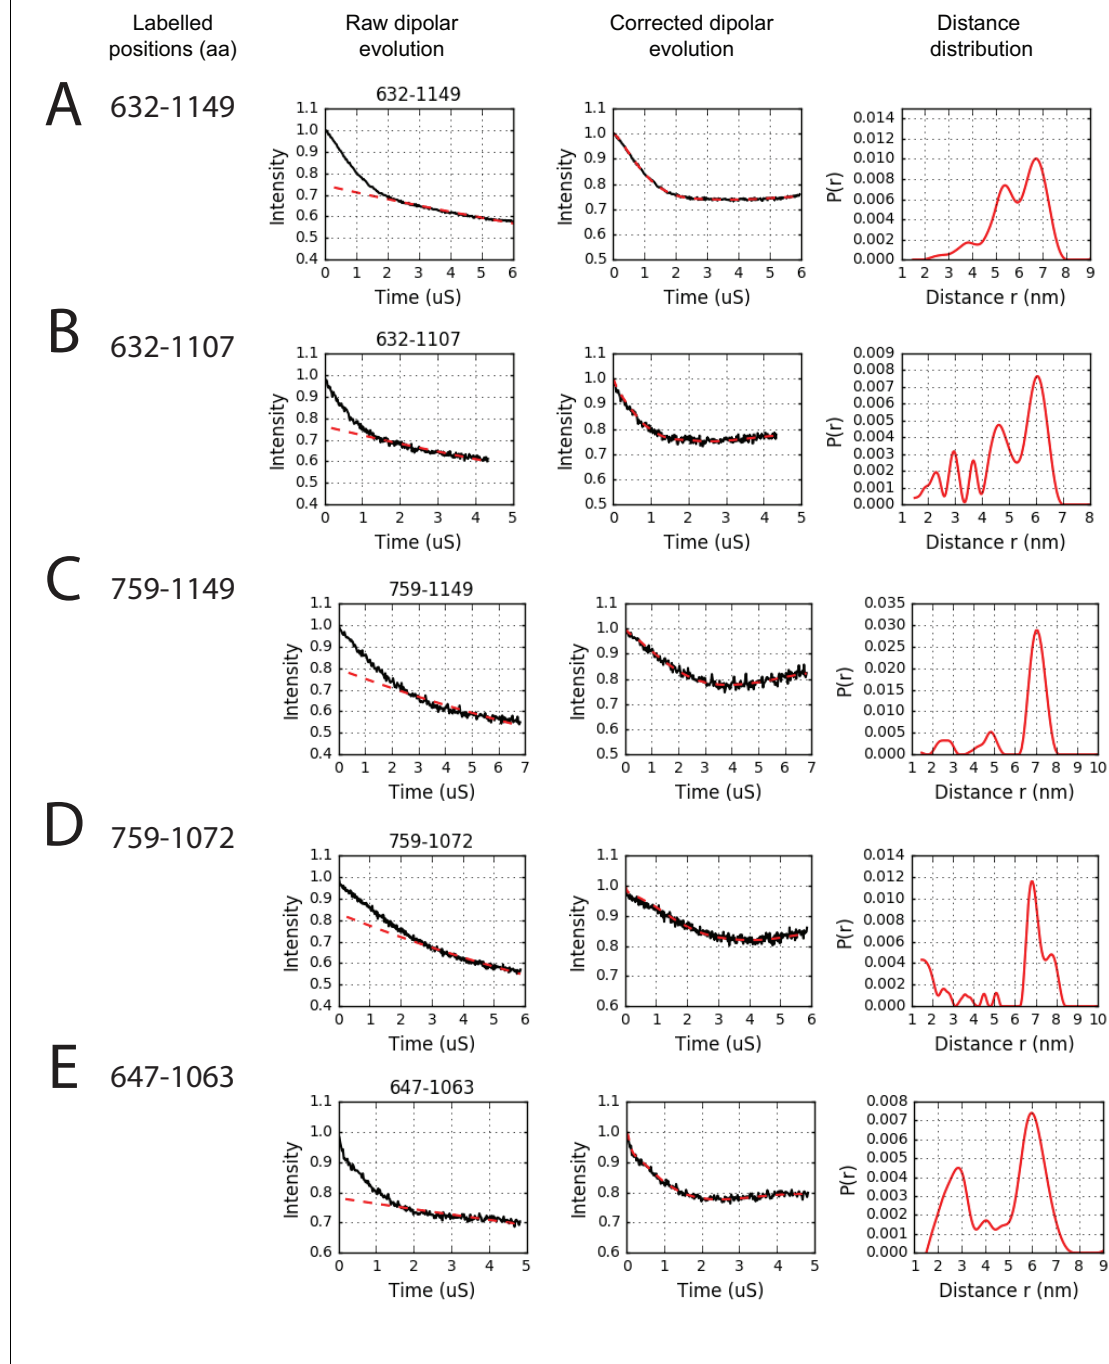 Labelled positions (aa)
Raw dipolar evolution
Corrected dipolar evolution
Distance distribution
A
632-1149
632-1149
1.1
1.0
0.9
0.8
0.7
0.6
0.5
0.4
Intensity
0 1 2 3 4 5 6
Time (uS)
1.1
1.0
0.9
0.8
0.7
0.6
0.5
Intensity
0 1 2 3 4 5 6
Time (uS)
0.014
0.012
0.010
0.008
0.006
0.004
0.002
0.000
P(r)
1 2 3 4 5 6 7 8 9
Distance r (nm)
B
632-1107
632-1107
1.1
1.0
0.9
0.8
0.7
0.6
0.5
0.4
Intensity
0 1 2 3 4 5
Time (uS)
1.1
1.0
0.9
0.8
0.7
0.6
0.5
Intensity
0 1 2 3 4 5
Time (uS)
0.009
0.008
0.007
0.006
0.005
0.004
0.003
0.002
0.001
0.000
P(r)
1 2 3 4 5 6 7 8
Distance r (nm)
C
759-1149
759-1149
1.1
1.0
0.9
0.8
0.7
0.6
0.5
0.4
Intensity
0 1 2 3 4 5 6 7
Time (uS)
1.1
1.0
0.9
0.8
0.7
0.6
0.5
Intensity
0 1 2 3 4 5 6 7
Time (uS)
0.035
0.030
0.025
0.020
0.015
0.010
0.005
0.000
P(r)
1 2 3 4 5 6 7 8 9 10
Distance r (nm)
D
759-1072
759-1072
1.1
1.0
0.9
0.8
0.7
0.6
0.5
0.4
Intensity
0 1 2 3 4 5 6
Time (uS)
1.1
1.0
0.9
0.8
0.7
0.6
Intensity
0 1 2 3 4 5 6
Time (uS)
0.014
0.012
0.010
0.008
0.006
0.004
0.002
0.000
P(r)
1 2 3 4 5 6 7 8 9 10
Distance r (nm)
E
647-1063
647-1063
1.1
1.0
0.9
0.8
0.7
0.6
Intensity
0 1 2 3 4 5
Time (uS)
1.1
1.0
0.9
0.8
0.7
0.6
Intensity
0 1 2 3 4 5
Time (uS)
0.008
0.007
0.006
0.005
0.004
0.003
0.002
0.001
0.000
P(r)
1 2 3 4 5 6 7 8 9
Distance r (nm)